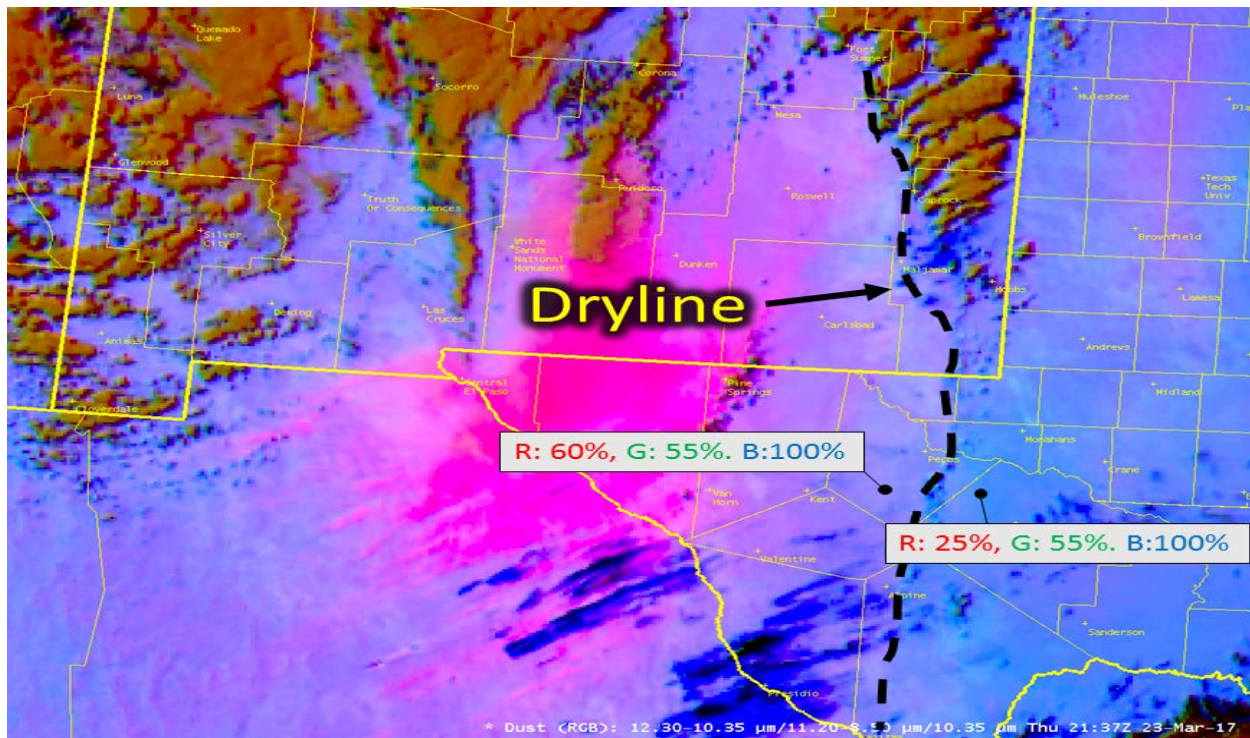 Quemado
Lake
Fort
Sumner
Corona
Socorro
Luna
Muleshoe
Mesa
Glenwood
Ruidoso
Truth
Or Consequences
Roswell
Caprock
Texas
Tech
Univ
Silver
City
White
Sands
National
Monument
Brownfield
Dunken
Maljamar
Hobbs
Lamesa
Dryline
Deming
Las
Cruces
Carlsbad
Animas
Andrews
Central
El Paso
Pine
Springs
Midland
Cloverdale
Monahans
R: 60%, G: 55%. B:100%
Pecos
Crane
Van
Horn
Kent
R: 25%, G: 55%. B:100%
Valentine
Alpine
Sanderson
Presidio
* Dust (RGB): 12.30-10.35 µm/11.20-8.50 µm/10.35 µm Thu 21:37Z 23-Mar-17